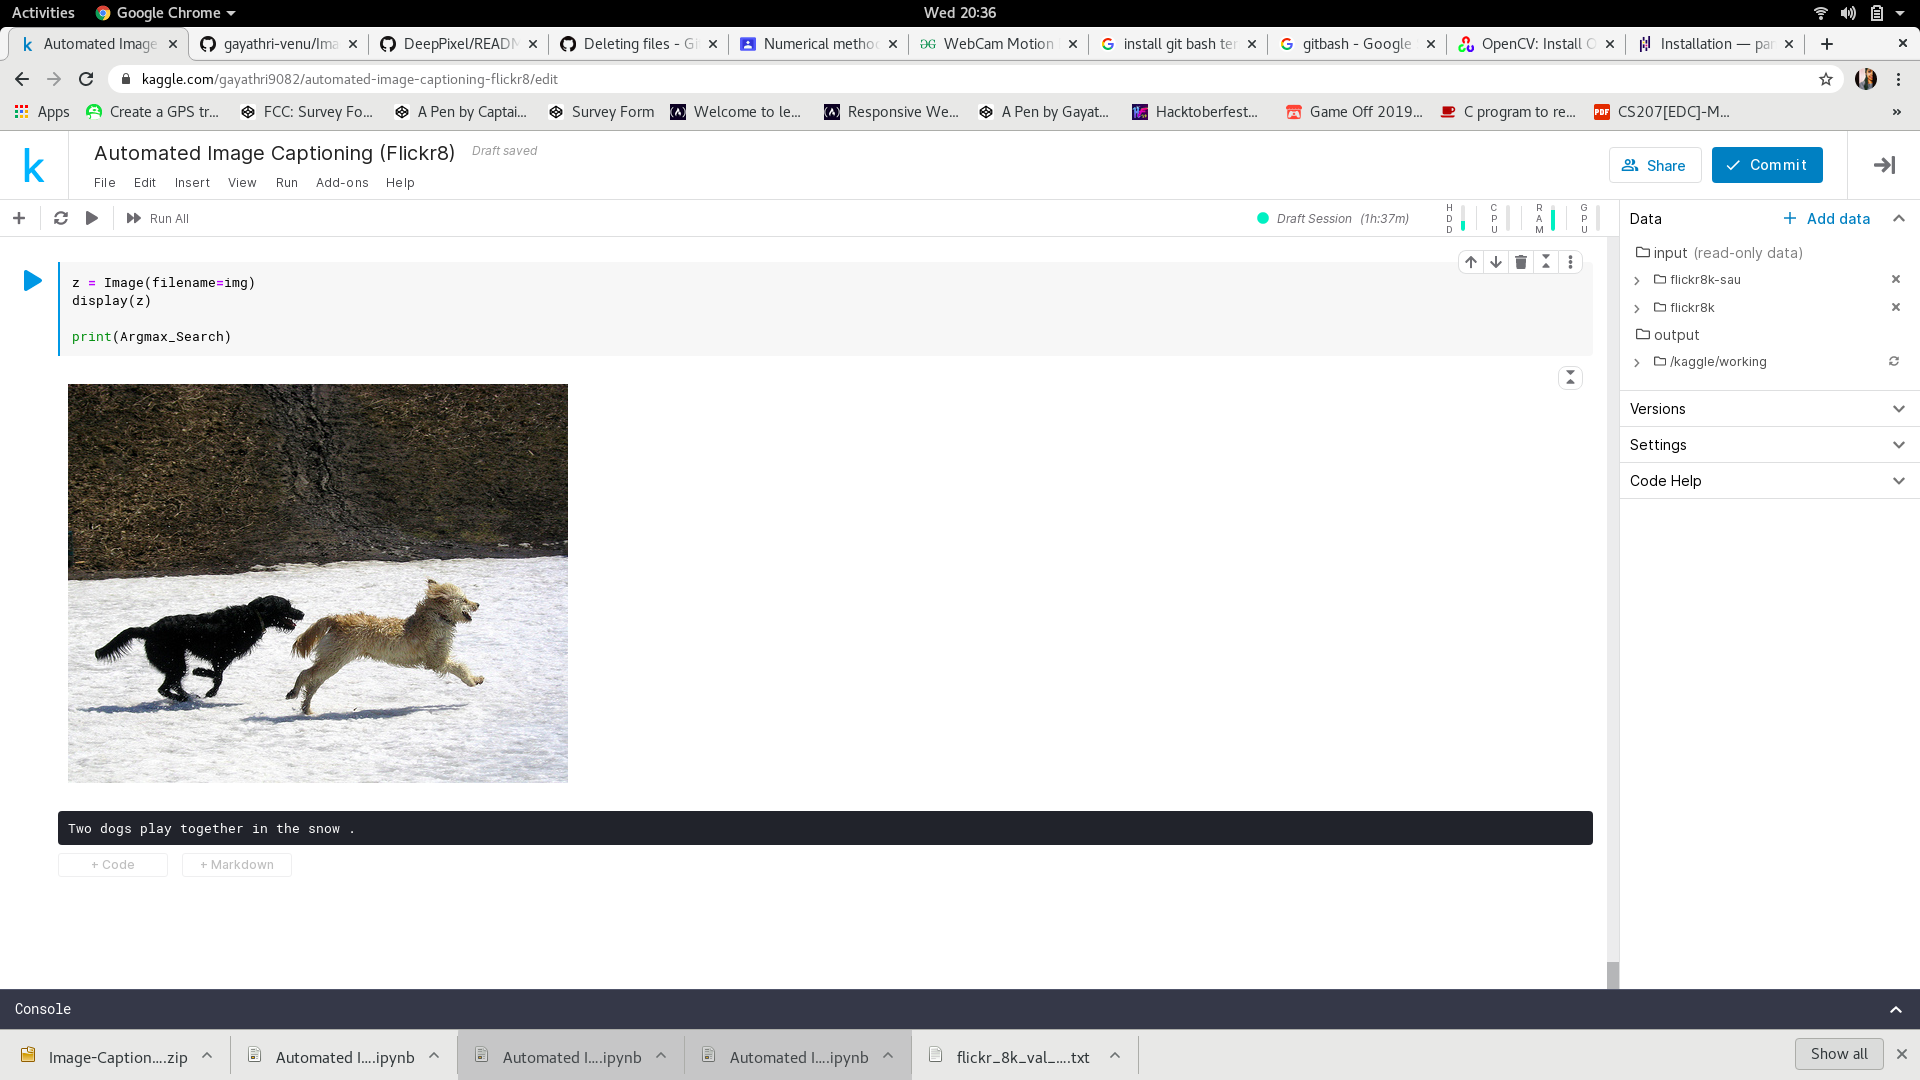 Activities Google Chrome Wed 20:36
Automated Image gayathri-venu/Ima DeepPixel/READM Deleting files - Gi Numerical metho WebCam Motion install git bash ter gitbash - Google OpenCV: Install O Installation — pan
kaggle.com/gayathri9082/automated-image-captioning-flickr8/edit
Apps Create a GPS tr... FCC: Survey Fo... A Pen by Captai... Survey Form Welcome to le... Responsive We... A Pen by Gayat... Hacktoberfest... Game Off 2019... C program to re... CS207[EDC]-M... »
k
Automated Image Captioning (Flickr8) Draft saved
File Edit Insert View Run Add-ons Help
Share Commit
Run All
Draft Session (1h:37m) HDD CPU RAM GPU
Data Add data
input (read-only data)
flickr8k-sau
flickr8k
output
/kaggle/working
Versions
Settings
Code Help
z = Image(filename=img)
display(z)
print(Argmax_Search)
Two dogs play together in the snow .
+ Code + Markdown
Console
Image-Caption....zip Automated I....ipynb Automated I....ipynb Automated I....ipynb flickr_8k_val_....txt Show all